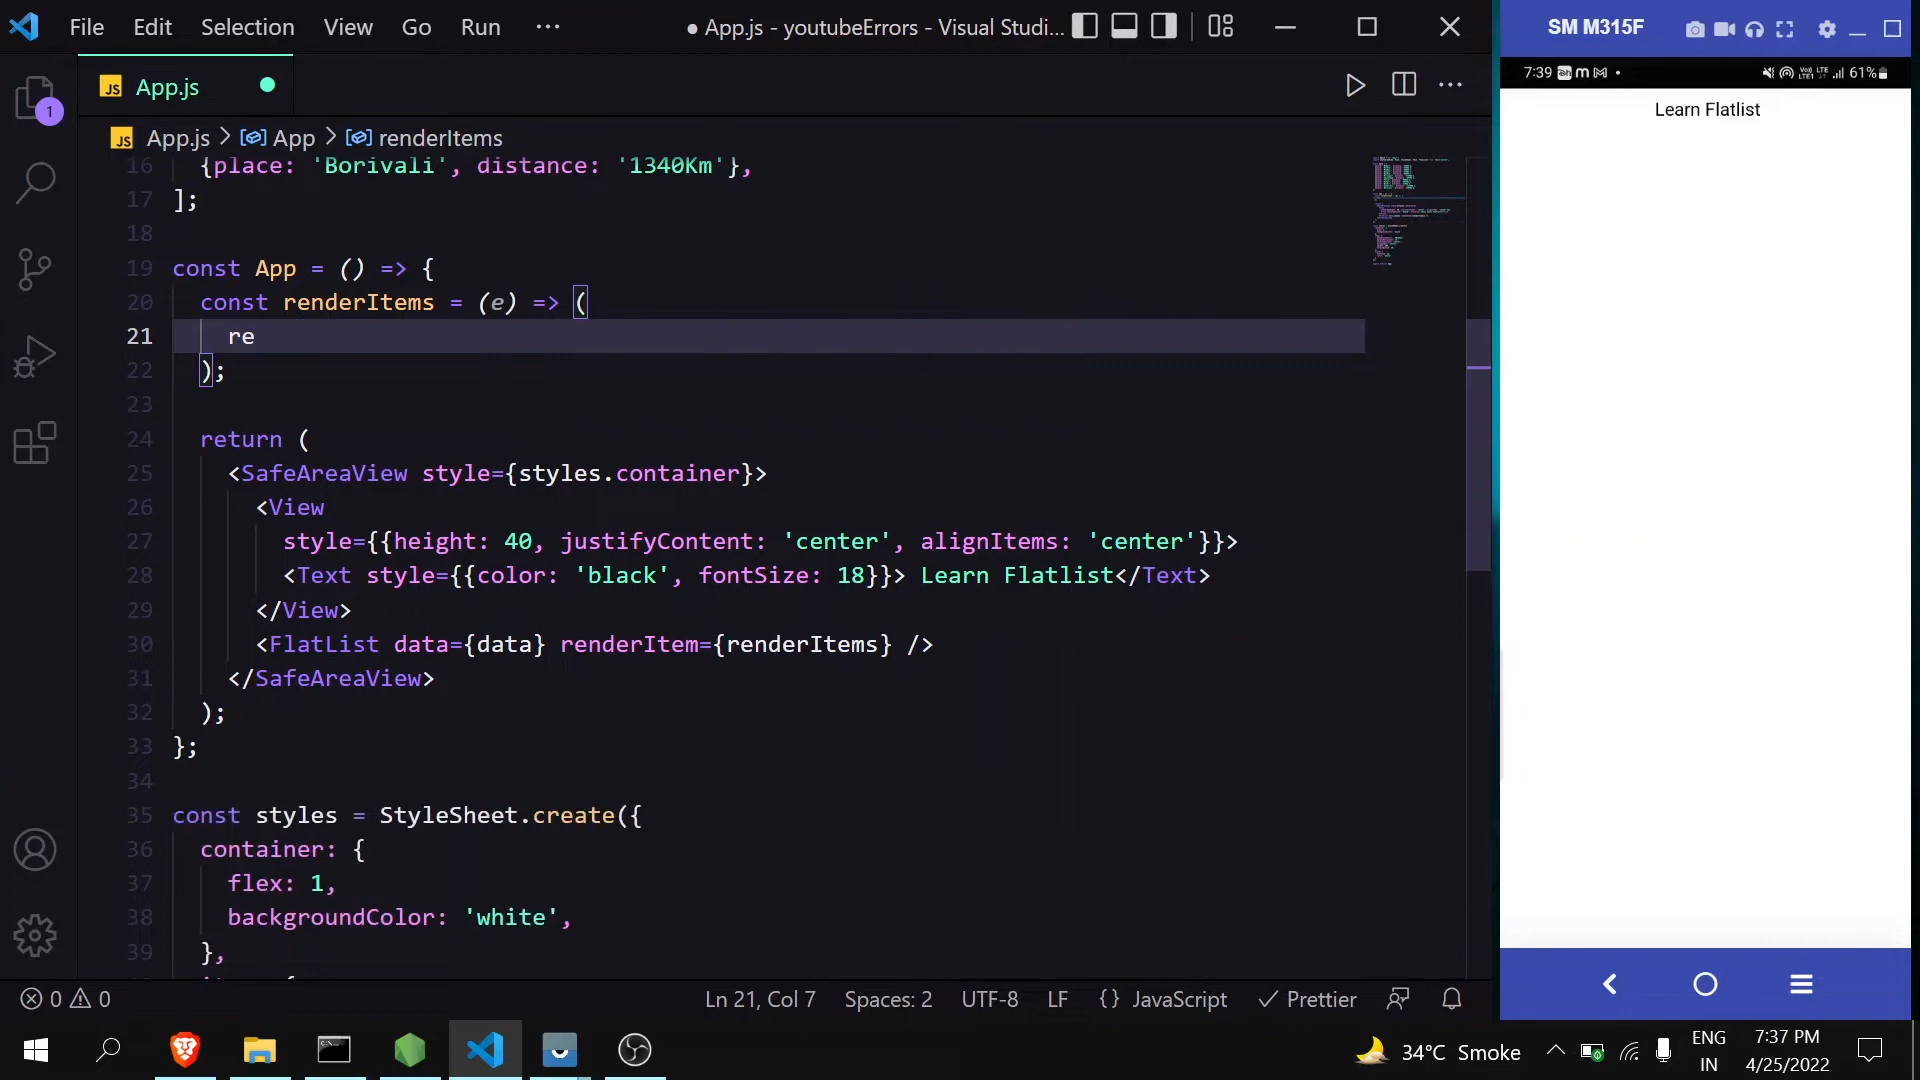 File Edit Selection View Go Run ··· ● App.js - youtubeErrors - Visual Studi...
SM M315F
JS App.js
7:39 61%
JS App.js > App > renderItems
Learn Flatlist
1
16 {place: 'Borivali', distance: '1340Km'},
17 ];
18
19 const App = () => {
20 const renderItems = (e) => (
21 re
22 );
23
24 return (
25 <SafeAreaView style={styles.container}>
26 <View
27 style={{height: 40, justifyContent: 'center', alignItems: 'center'}}>
28 <Text style={{color: 'black', fontSize: 18}}> Learn Flatlist</Text>
29 </View>
30 <FlatList data={data} renderItem={renderItems} />
31 </SafeAreaView>
32 );
33 };
34
35 const styles = StyleSheet.create({
36 container: {
37 flex: 1,
38 backgroundColor: 'white',
39 },
0 0 Ln 21, Col 7 Spaces: 2 UTF-8 LF {} JavaScript Prettier
34°C Smoke
ENG
IN
7:37 PM
4/25/2022